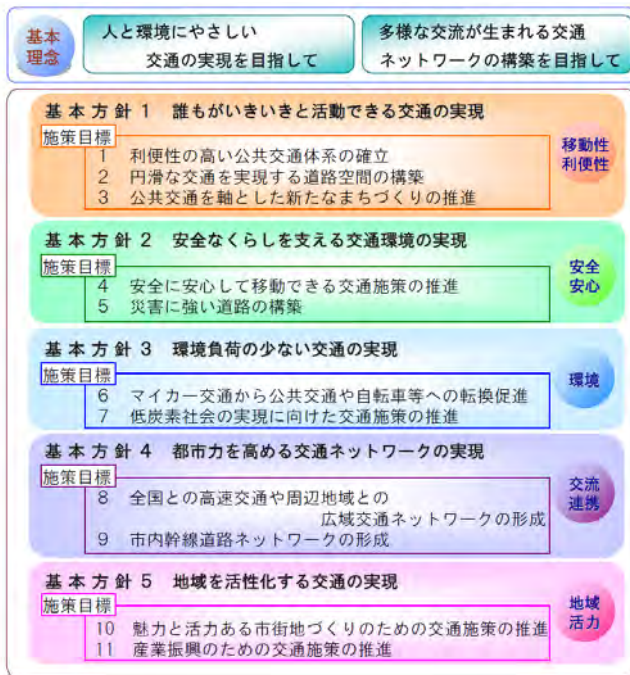 基本
理念
人と環境にやさしい
交通の実現を目指して
多様な交流が生まれる交通
ネットワークの構築を目指して
基本方針1 誰もがいきいきと活動できる交通の実現
施策目標
1 利便性の高い公共交通体系の確立
2 円滑な交通を実現する道路空間の構築
3 公共交通を軸とした新たなまちづくりの推進
移動性
利便性
基本方針2 安全なくらしを支える交通環境の実現
施策目標
4 安全に安心して移動できる交通施策の推進
5 災害に強い道路の構築
安全
安心
基本方針3 環境負荷の少ない交通の実現
施策目標
6 マイカー交通から公共交通や自転車等への転換促進
7 低炭素社会の実現に向けた交通施策の推進
環境
基本方針4 都市力を高める交通ネットワークの実現
施策目標
8 全国との高速交通や周辺地域との
広域交通ネットワークの形成
9 市内幹線道路ネットワークの形成
交流
連携
基本方針5 地域を活性化する交通の実現
施策目標
10 魅力と活力ある市街地づくりのための交通施策の推進
11 産業振興のための交通施策の推進
地域
活力